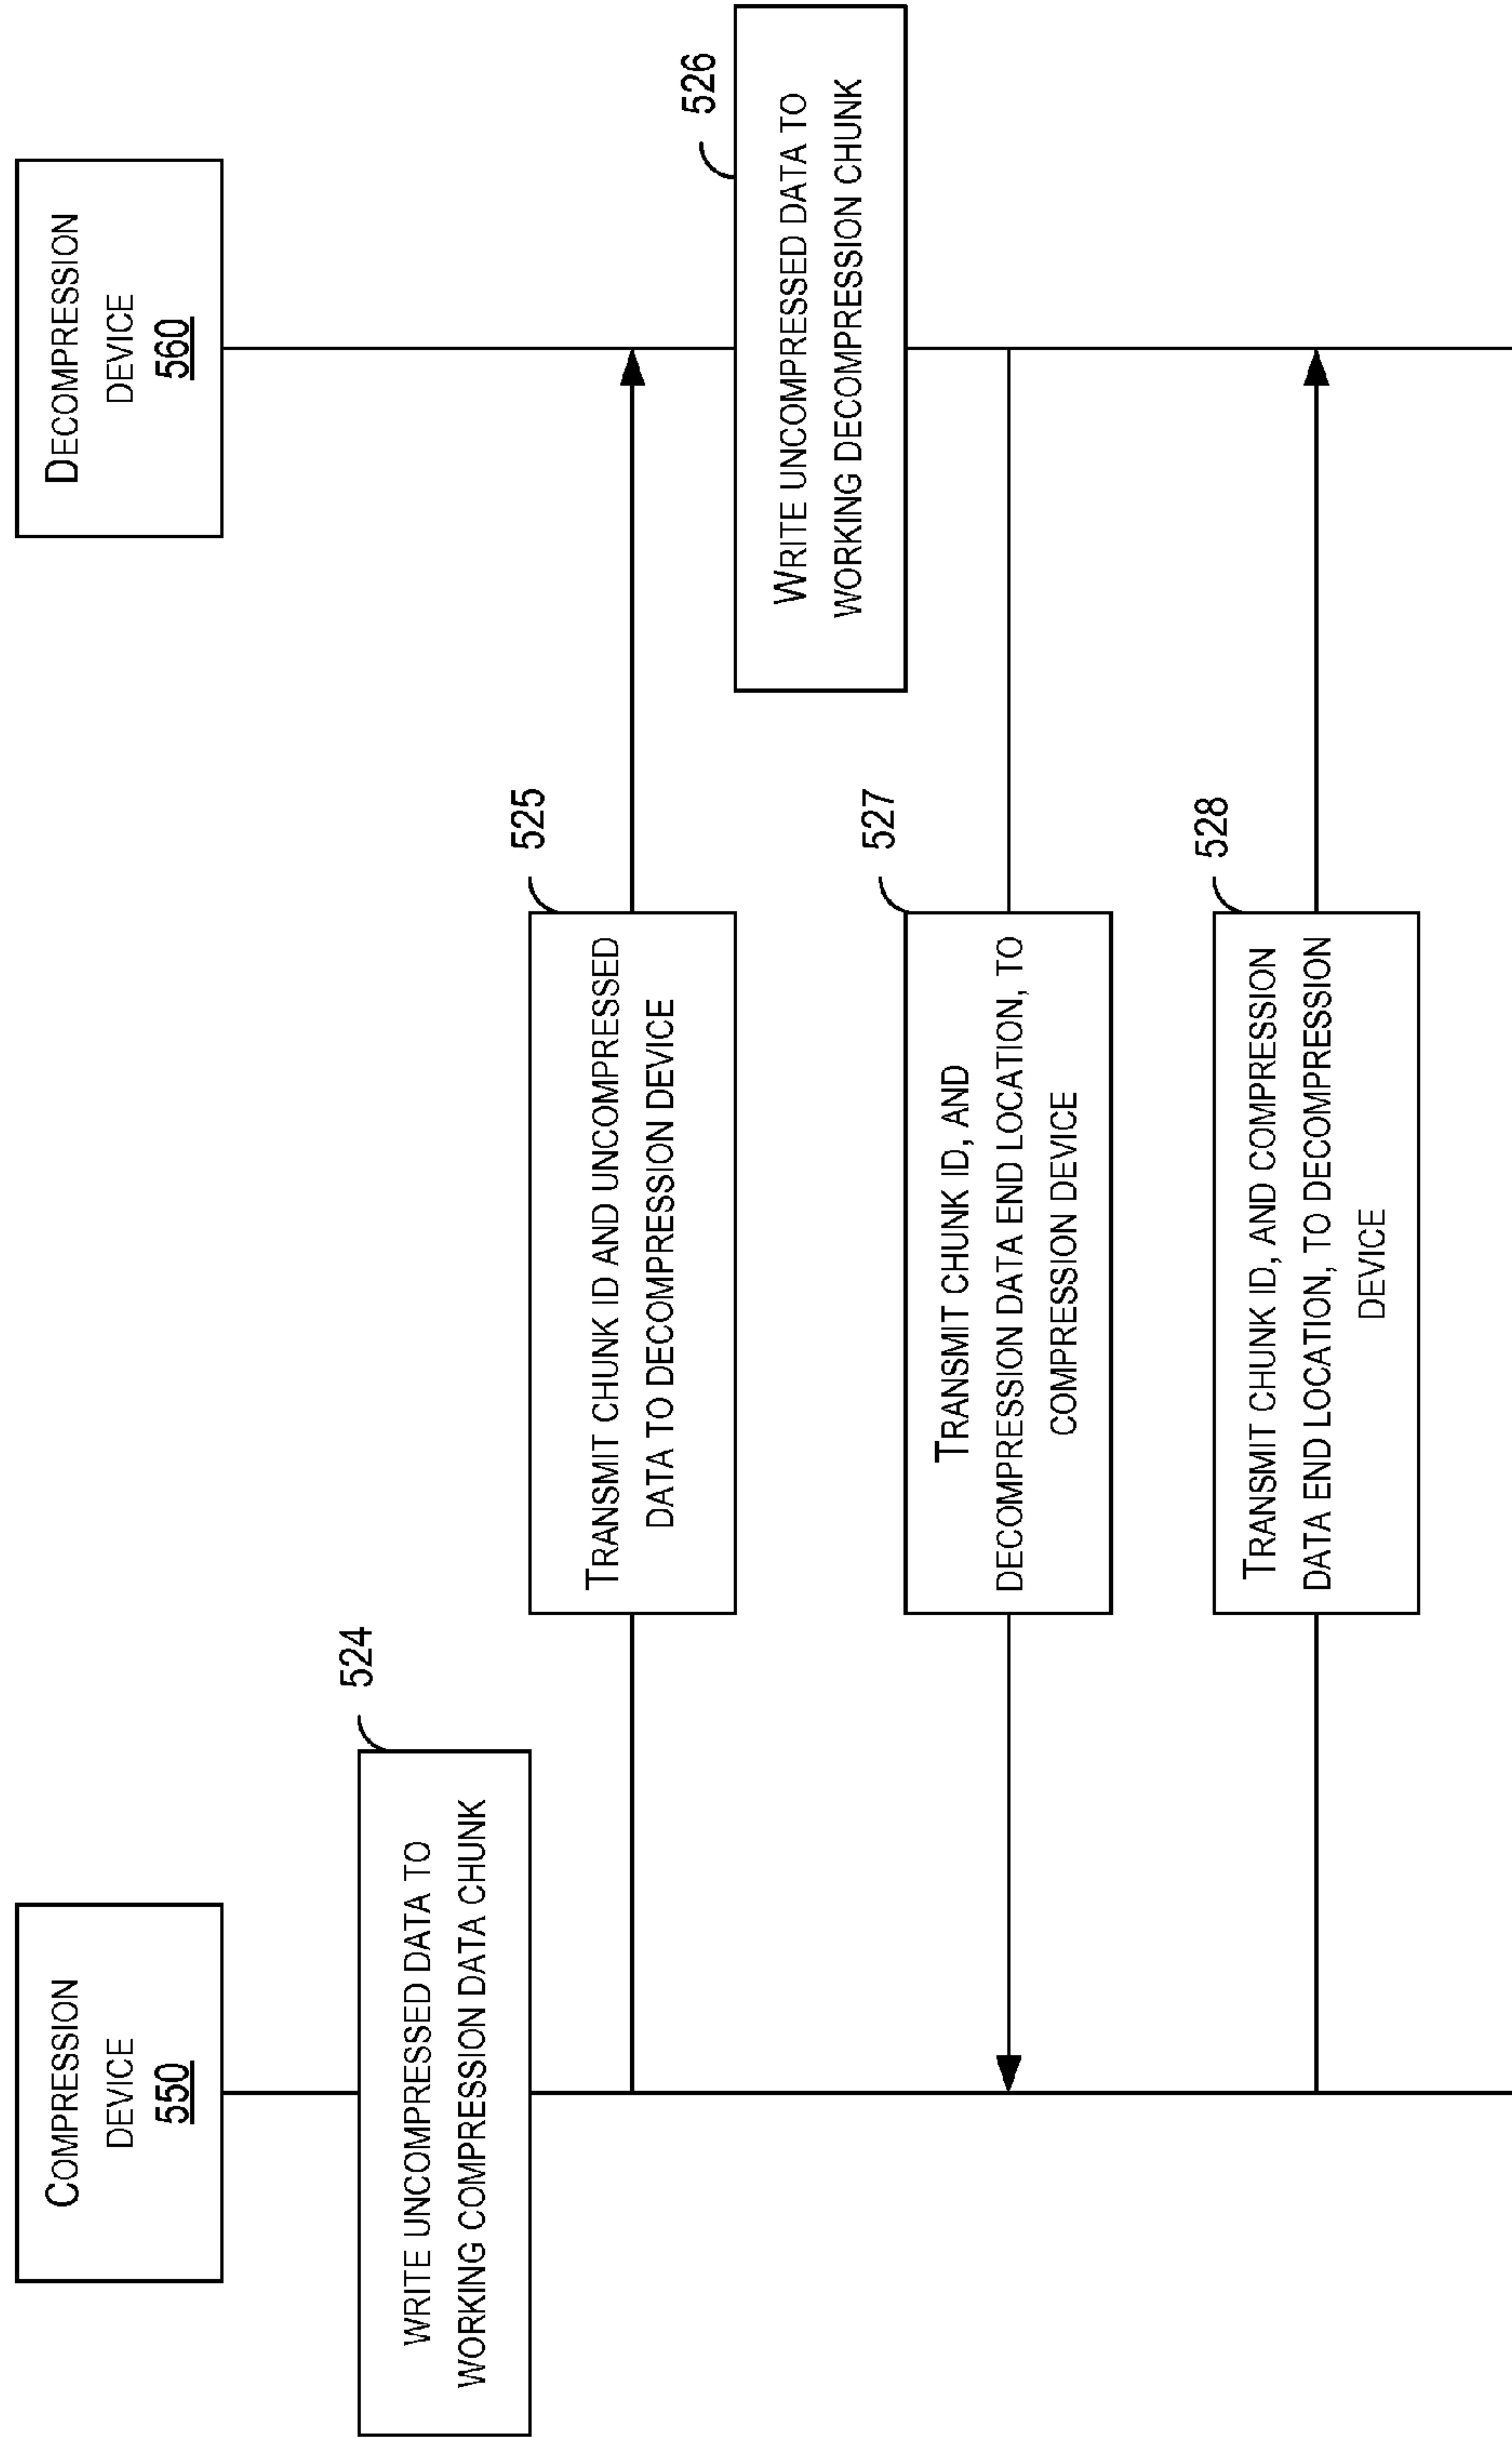 COMPRESSION
DEVICE
550
DECOMPRESSION
DEVICE
560
524
WRITE UNCOMPRESSED DATA TO
WORKING COMPRESSION DATA CHUNK
525
TRANSMIT CHUNK ID AND UNCOMPRESSED
DATA TO DECOMPRESSION DEVICE
526
WRITE UNCOMPRESSED DATA TO
WORKING DECOMPRESSION CHUNK
527
TRANSMIT CHUNK ID, AND
DECOMPRESSION DATA END LOCATION, TO
COMPRESSION DEVICE
528
TRANSMIT CHUNK ID, AND COMPRESSION
DATA END LOCATION, TO DECOMPRESSION
DEVICE